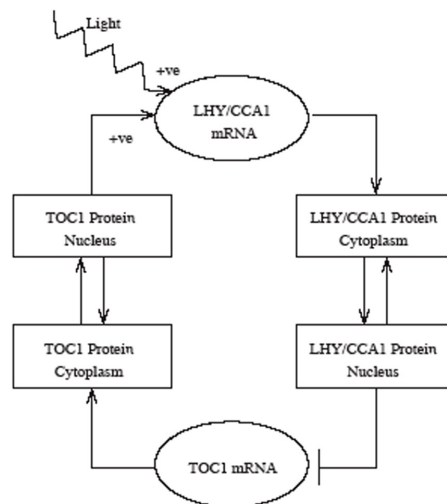 Light
+ve
LHY/CCA1
mRNA
+ve
TOC1 Protein
Nucleus
LHY/CCA1 Protein
Cytoplasm
TOC1 Protein
Cytoplasm
LHY/CCA1 Protein
Nucleus
TOC1 mRNA